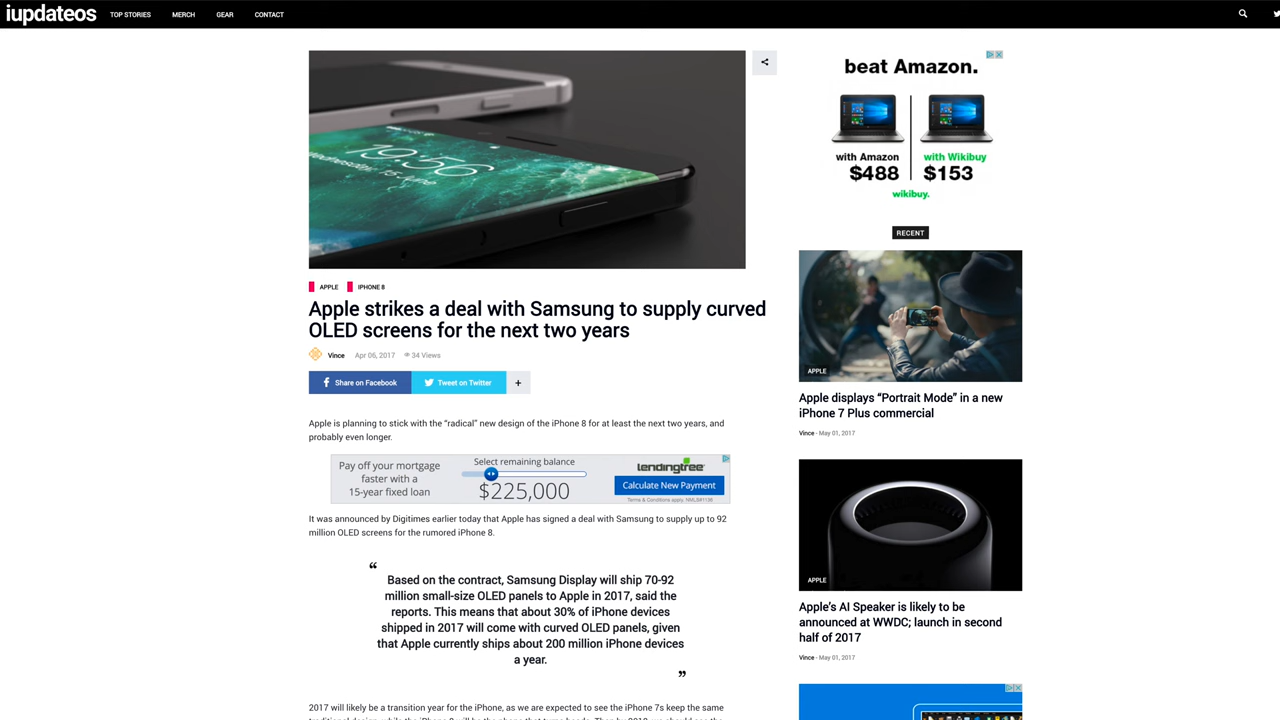 iupdateos
TOP STORIES
MERCH
GEAR
CONTACT
19:56
Wednesday, 15 June
APPLE
IPHONE 8
Apple strikes a deal with Samsung to supply curved
OLED screens for the next two years
Vince
Apr 06, 2017
34 Views
Share on Facebook
Tweet on Twitter
+
Apple is planning to stick with the “radical” new design of the iPhone 8 for at least the next two years, and
probably even longer.
Pay off your mortgage
faster with a
15-year fixed loan
Select remaining balance
$225,000
lendingtree
Calculate New Payment
Terms & Conditions apply. NMLS#1136
It was announced by Digitimes earlier today that Apple has signed a deal with Samsung to supply up to 92
million OLED screens for the rumored iPhone 8.
“
Based on the contract, Samsung Display will ship 70-92
million small-size OLED panels to Apple in 2017, said the
reports. This means that about 30% of iPhone devices
shipped in 2017 will come with curved OLED panels, given
that Apple currently ships about 200 million iPhone devices
a year.
”
2017 will likely be a transition year for the iPhone, as we are expected to see the iPhone 7s keep the same
beat Amazon.
with Amazon
$488
with Wikibuy
$153
wikibuy.
RECENT
APPLE
Apple displays “Portrait Mode” in a new
iPhone 7 Plus commercial
Vince - May 01, 2017
APPLE
Apple’s AI Speaker is likely to be
announced at WWDC; launch in second
half of 2017
Vince - May 01, 2017